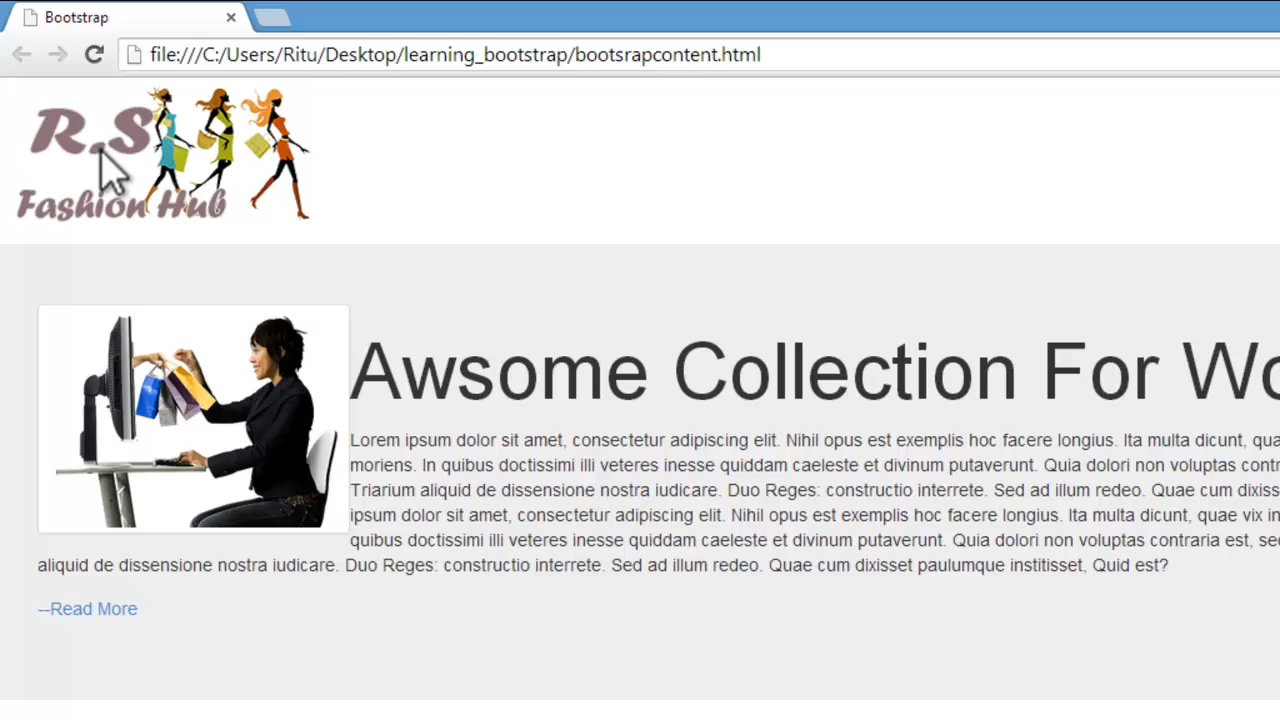 Bootstrap
file:///C:/Users/Ritu/Desktop/learning_bootstrap/bootsrapcontent.html
R.S
Fashion Hub
Awsome Collection For Wo
Lorem ipsum dolor sit amet, consectetur adipiscing elit. Nihil opus est exemplis hoc facere longius. Ita multa dicunt, qua
moriens. In quibus doctissimi illi veteres inesse quiddam caeleste et divinum putaverunt. Quia dolori non voluptas contr
Triarium aliquid de dissensione nostra iudicare. Duo Reges: constructio interrete. Sed ad illum redeo. Quae cum dixiss
ipsum dolor sit amet, consectetur adipiscing elit. Nihil opus est exemplis hoc facere longius. Ita multa dicunt, quae vix in
quibus doctissimi illi veteres inesse quiddam caeleste et divinum putaverunt. Quia dolori non voluptas contraria est, sed
aliquid de dissensione nostra iudicare. Duo Reges: constructio interrete. Sed ad illum redeo. Quae cum dixisset paulumque institisset, Quid est?
--Read More